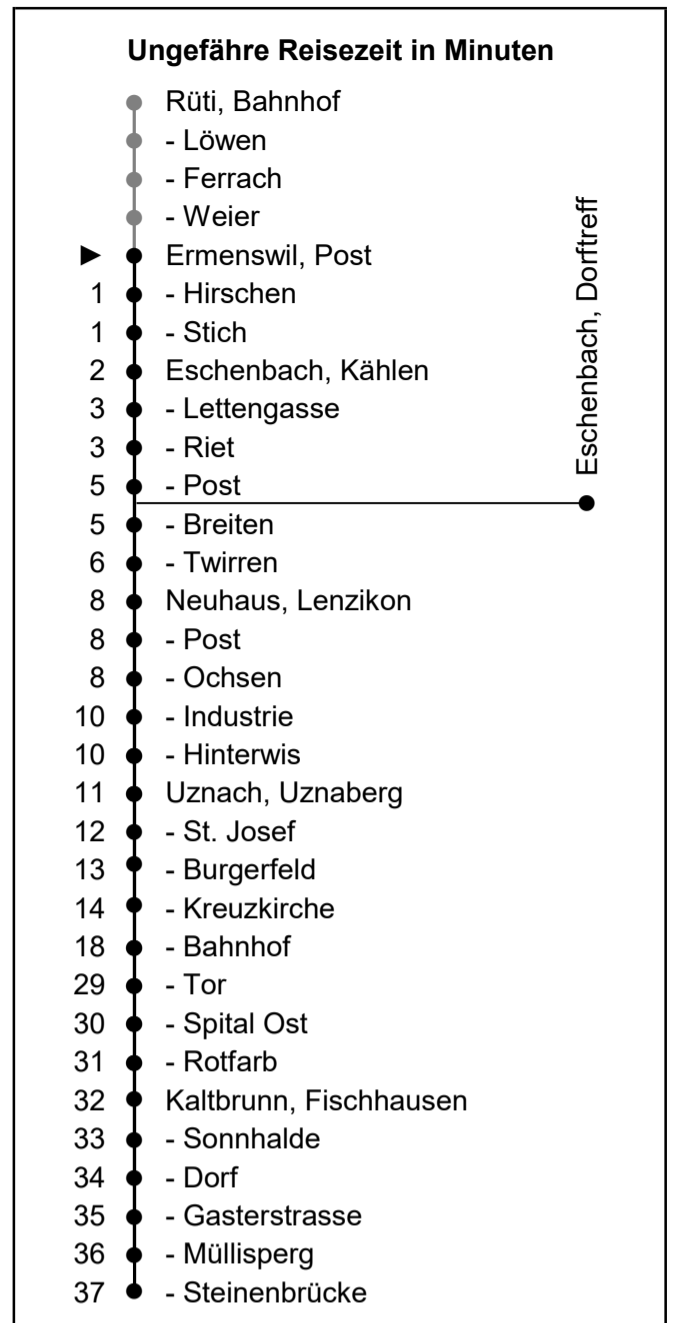 Ungefähre Reisezeit in Minuten
Rüti, Bahnhof
- Löwen
- Ferrach
- Weier
► Ermenswil, Post
1 - Hirschen
1 - Stich
2 Eschenbach, Kählen
3 - Lettengasse
3 - Riet
5 - Post
Eschenbach, Dorftreff
5 - Breiten
6 - Twirren
8 Neuhaus, Lenzikon
8 - Post
8 - Ochsen
10 - Industrie
10 - Hinterwis
11 Uznach, Uznaberg
12 - St. Josef
13 - Burgerfeld
14 - Kreuzkirche
18 - Bahnhof
29 - Tor
30 - Spital Ost
31 - Rotfarb
32 Kaltbrunn, Fischhausen
33 - Sonnhalde
34 - Dorf
35 - Gasterstrasse
36 - Müllisperg
37 - Steinenbrücke